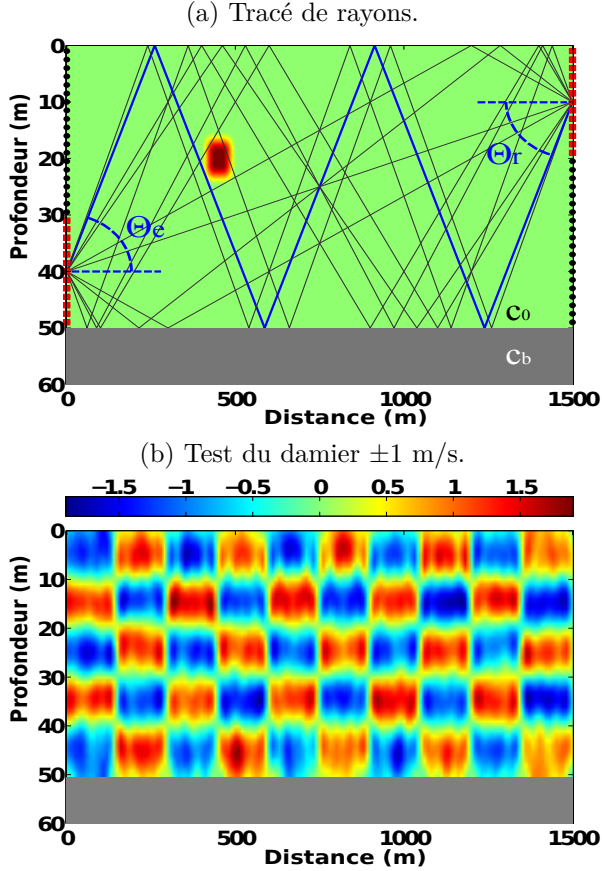 (a) Tracé de rayons.
0
10
20
30
40
50
60
Profondeur (m)
Θe
Θr
c0
cb
0 500 1000 1500
Distance (m)
(b) Test du damier ±1 m/s.
−1.5 −1 −0.5 0 0.5 1 1.5
0
10
20
30
40
50
60
Profondeur (m)
0 500 1000 1500
Distance (m)